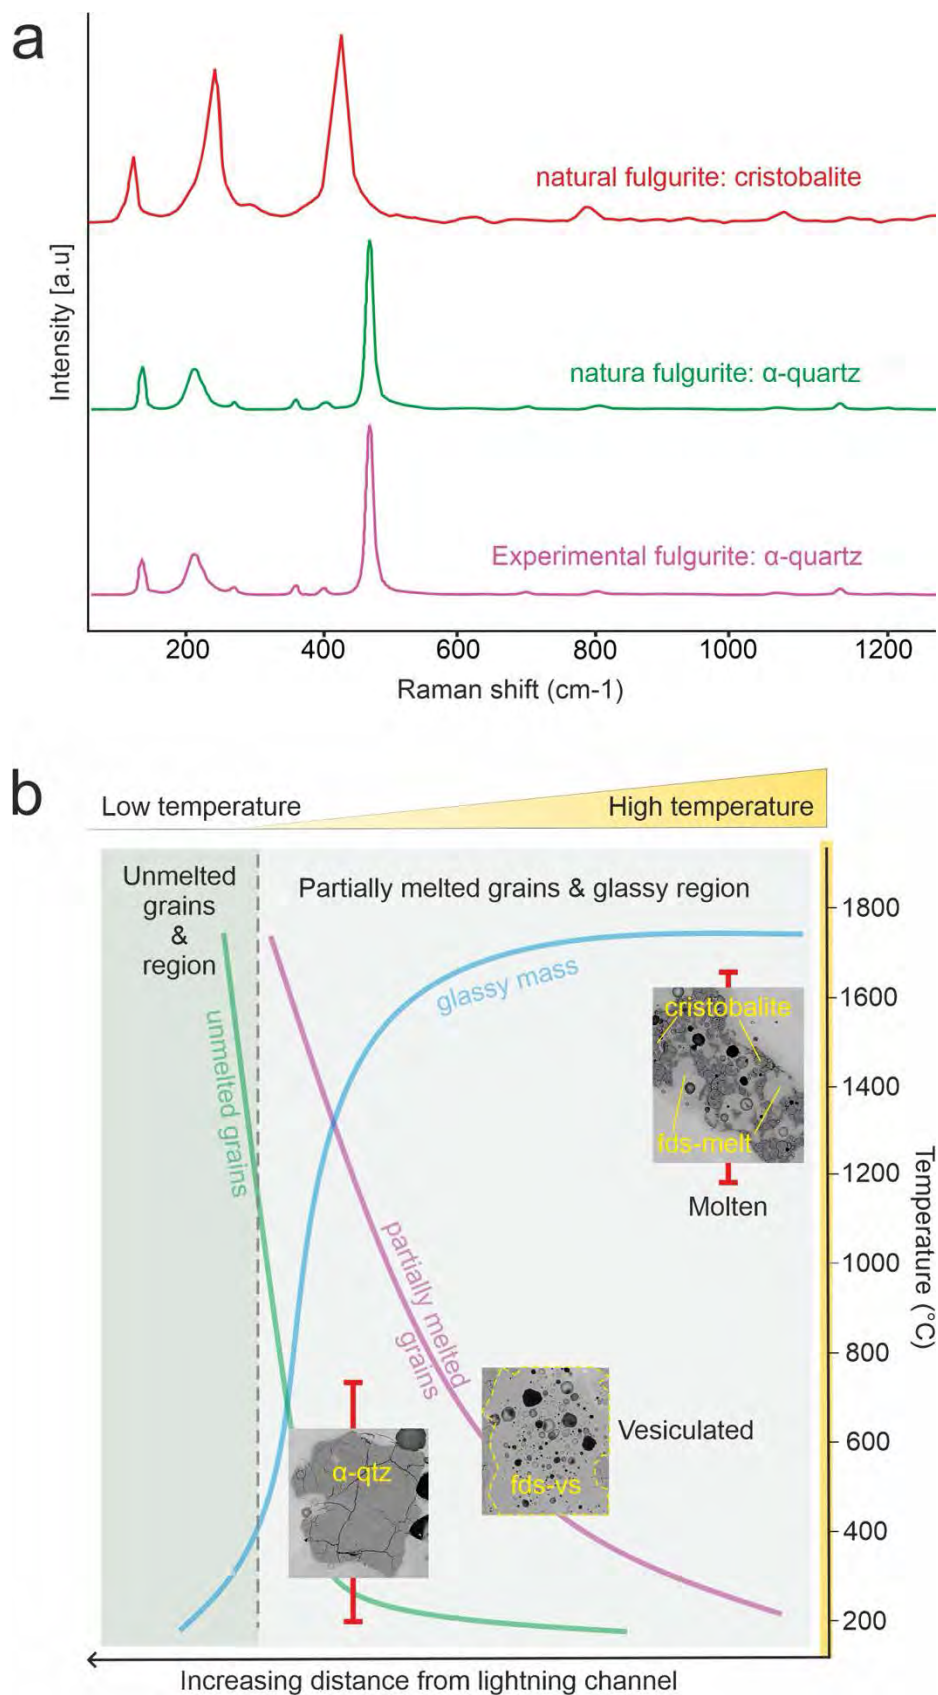 a
natural fulgurite: cristobalite
natura fulgurite: α-quartz
Experimental fulgurite: α-quartz
Intensity [a.u]
200 400 600 800 1000 1200
Raman shift (cm-1)
b
Low temperature
High temperature
Unmelted
grains
&
region
Partially melted grains & glassy region
unmelted grains
glassy mass
partially melted
grains
cristobalite
fds-melt
Molten
α-qtz
fds-vs
Vesiculated
1800
1600
1400
1200
1000
800
600
400
200
Temperature (°C)
Increasing distance from lightning channel